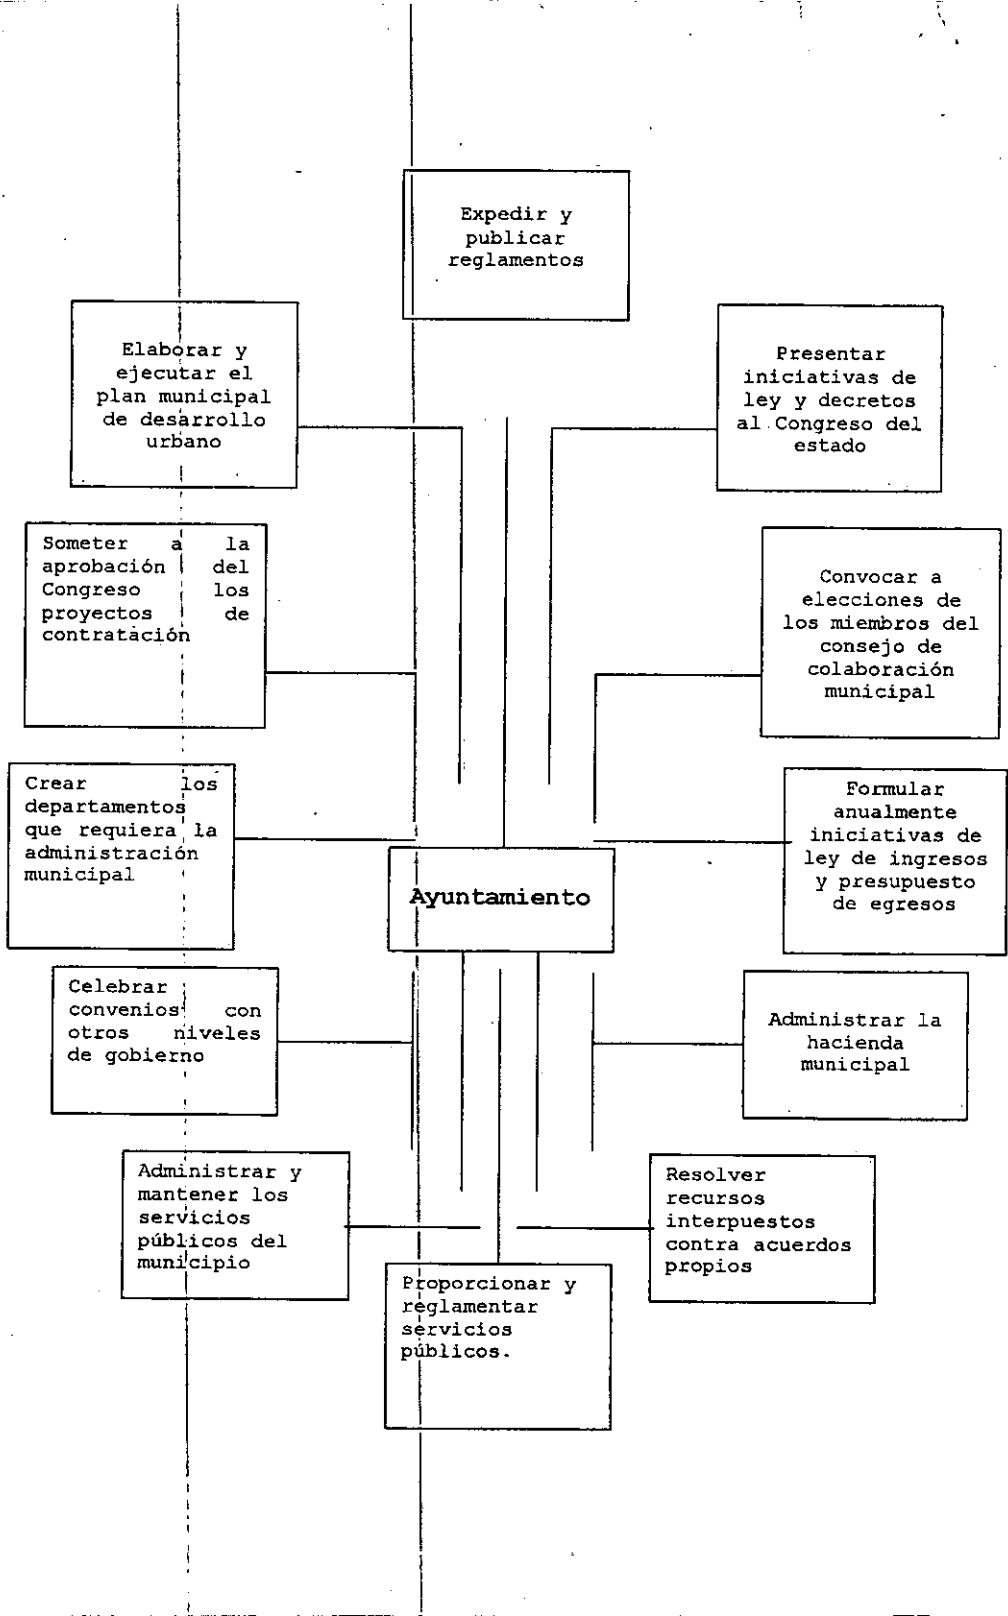 Expedir y
publicar
reglamentos
Elaborar y
ejecutar el
plan municipal
de desarrollo
urbano
Presentar
iniciativas de
ley y decretos
al Congreso del
estado
Someter a la
aprobación del
Congreso los
proyectos de
contratación
Convocar a
elecciones de
los miembros del
consejo de
colaboración
municipal
Crear los
departamentos
que requiera la
administración
municipal
Formular
anualmente
iniciativas de
ley de ingresos
y presupuesto
de egresos
Ayuntamiento
Celebrar
convenios con
otros niveles
de gobierno
Administrar la
hacienda
municipal
Administrar y
mantener los
servicios
públicos del
municipio
Resolver
recursos
interpuestos
contra acuerdos
propios
Proporcionar y
reglamentar
servicios
públicos.